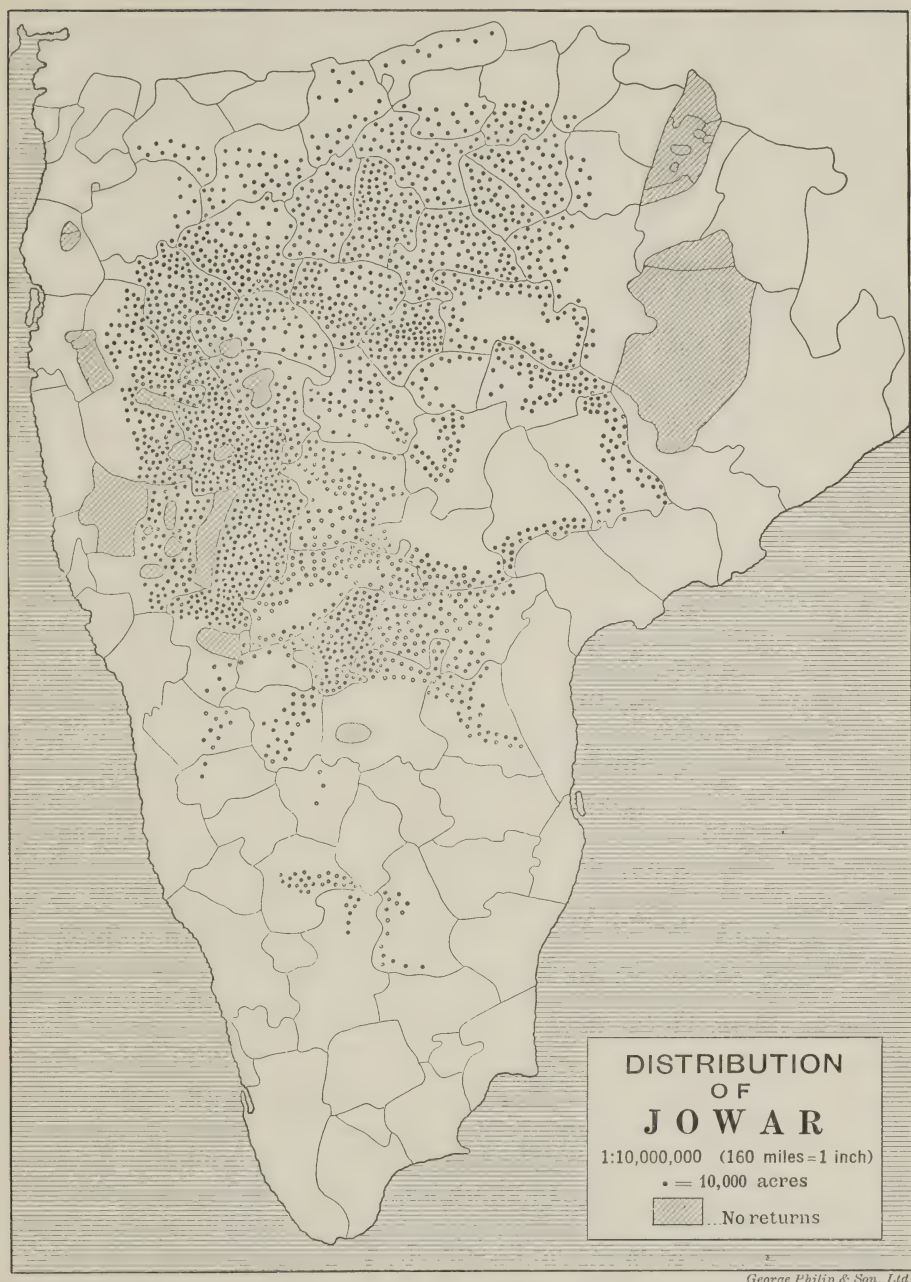 DISTRIBUTION
OF
JOWAR
1:10,000,000 (160 miles = 1 inch)
• = 10,000 acres
No returns
George Philip & Son, Ltd.